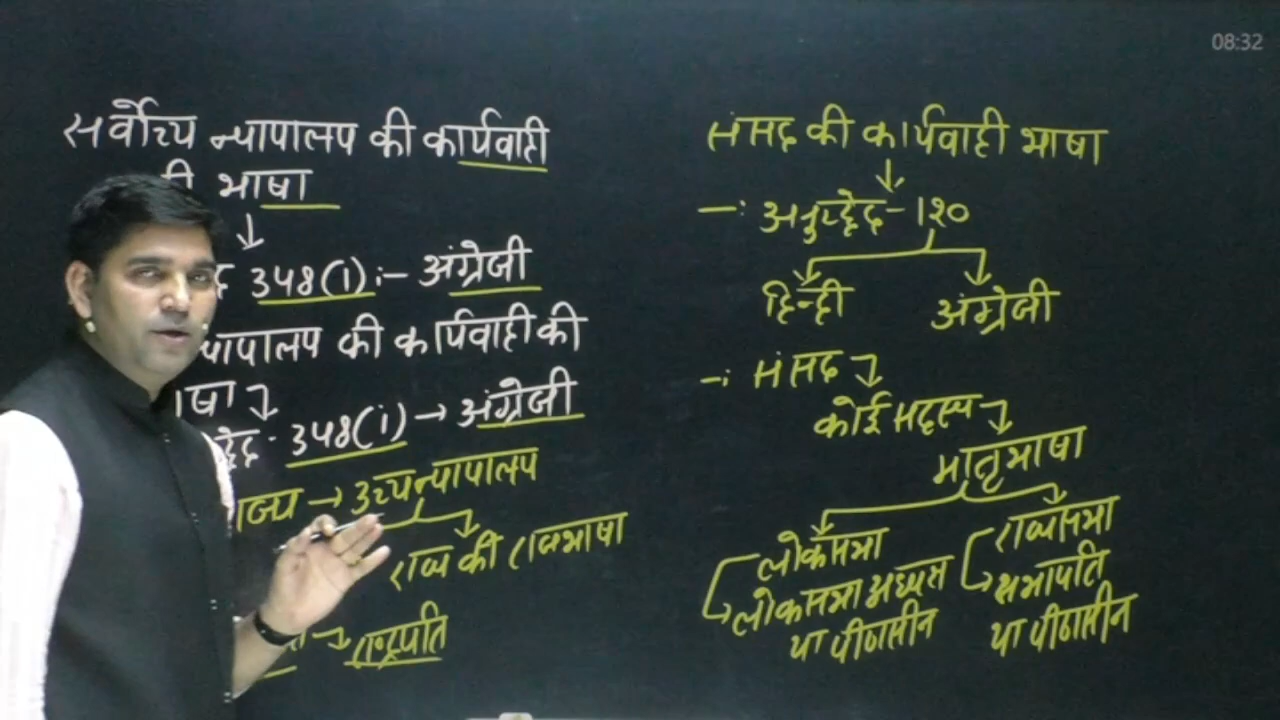 08:32
सर्वोच्च न्यायालय की कार्यवाही
की भाषा
348(1) :- अंग्रेजी
न्यायालय की कार्यवाही की
भाषा
348(1) → अंग्रेजी
राज्य → उच्च न्यायालय
राज्य की राजभाषा
राष्ट्रपति
संसद की कार्यवाही भाषा
-: अनुच्छेद - 120
हिन्दी अंग्रेजी
-: संसद
कोई सदस्य
मातृभाषा
लोकसभा
लोकसभा अध्यक्ष
या पीठासीन
राज्यसभा
सभापति
या पीठासीन